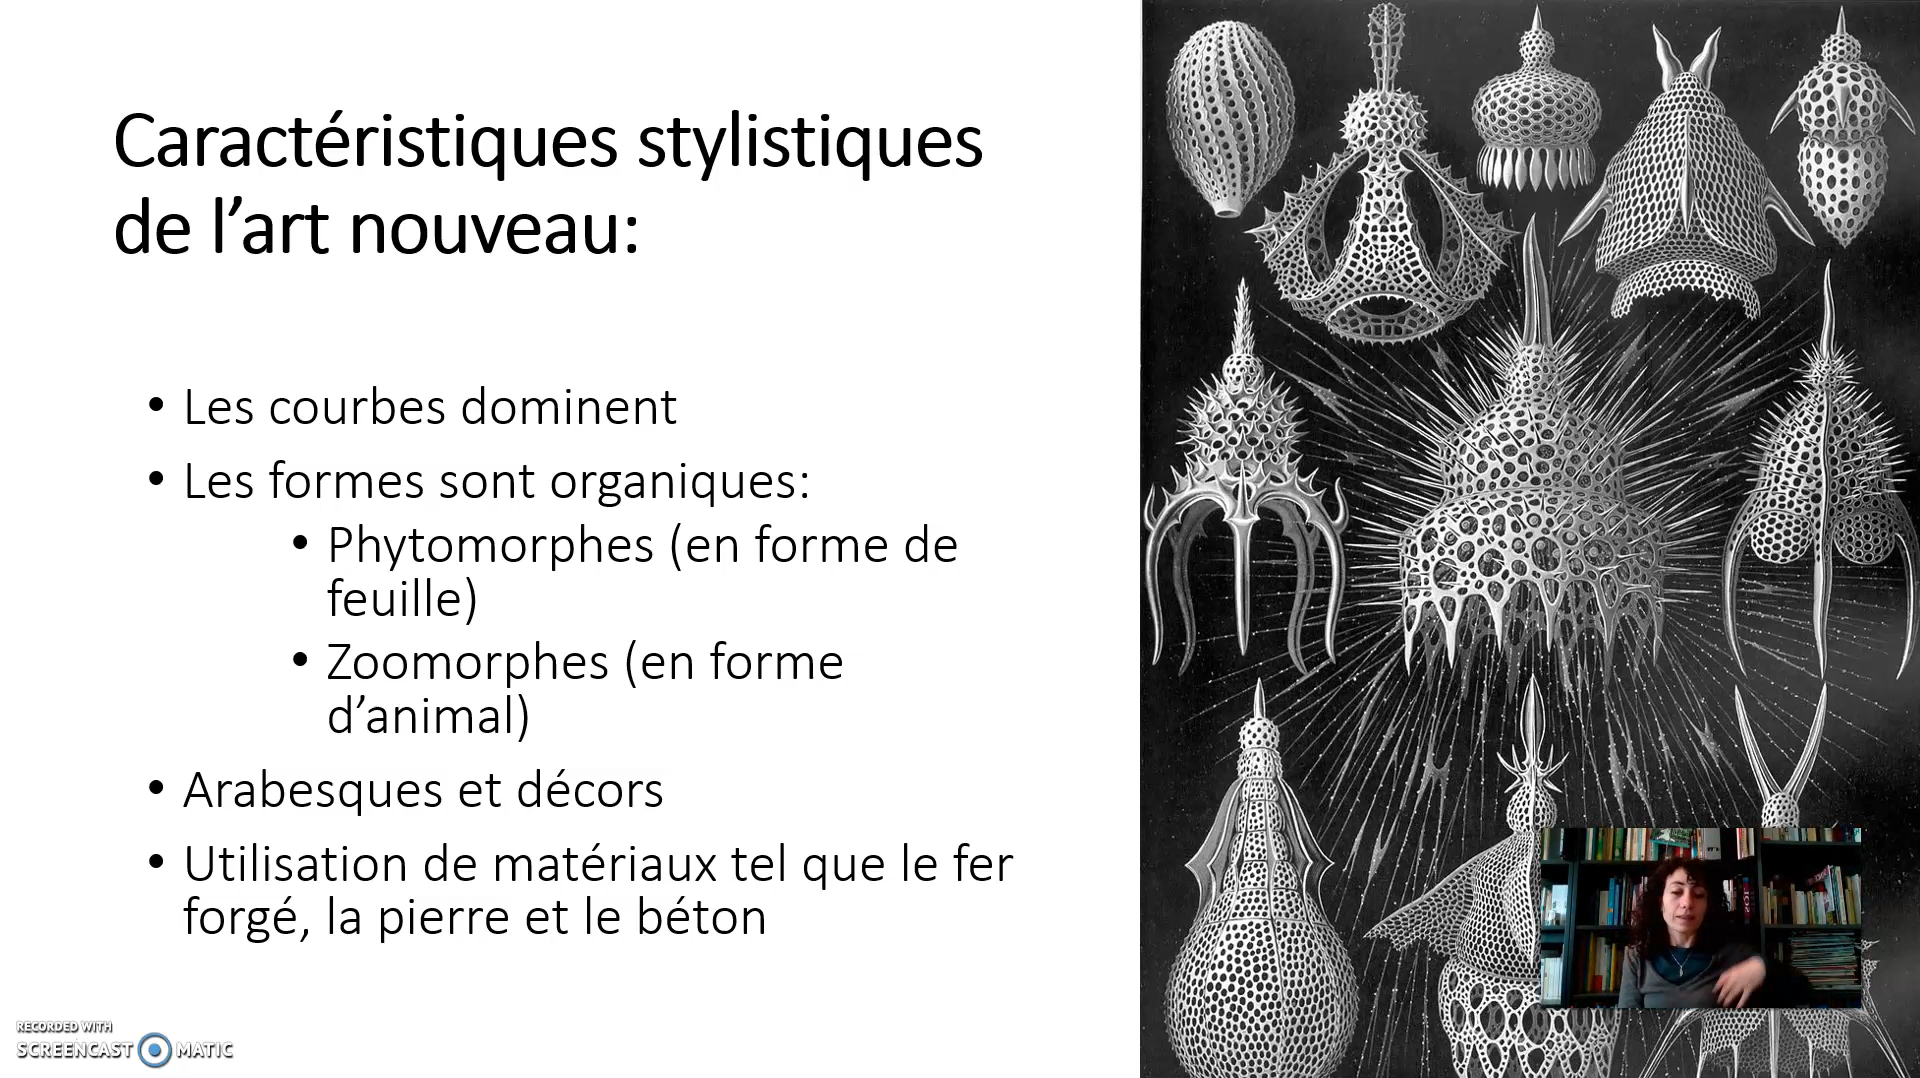 Caractéristiques stylistiques
de l’art nouveau:
• Les courbes dominent
• Les formes sont organiques:
• Phytomorphes (en forme de
feuille)
• Zoomorphes (en forme
d’animal)
• Arabesques et décors
• Utilisation de matériaux tel que le fer
forgé, la pierre et le béton
RECORDED WITH
SCREENCAST MATIC